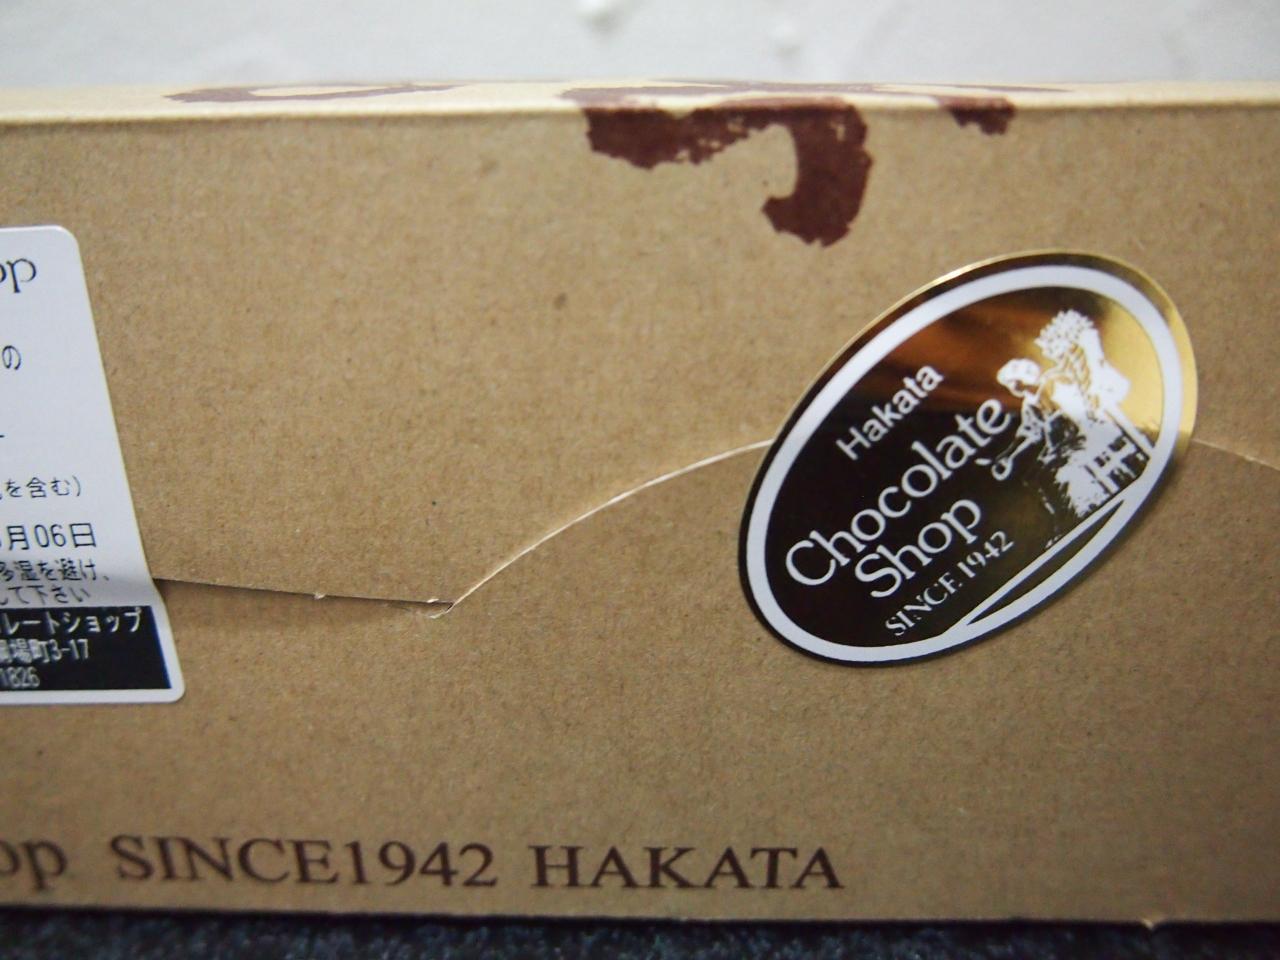 op
の
を含む)
月06日
多湿を避け、
して下さい
レートショップ
場町3-17
1826
Hakata
Chocolate
Shop
SINCE 1942
op SINCE1942 HAKATA